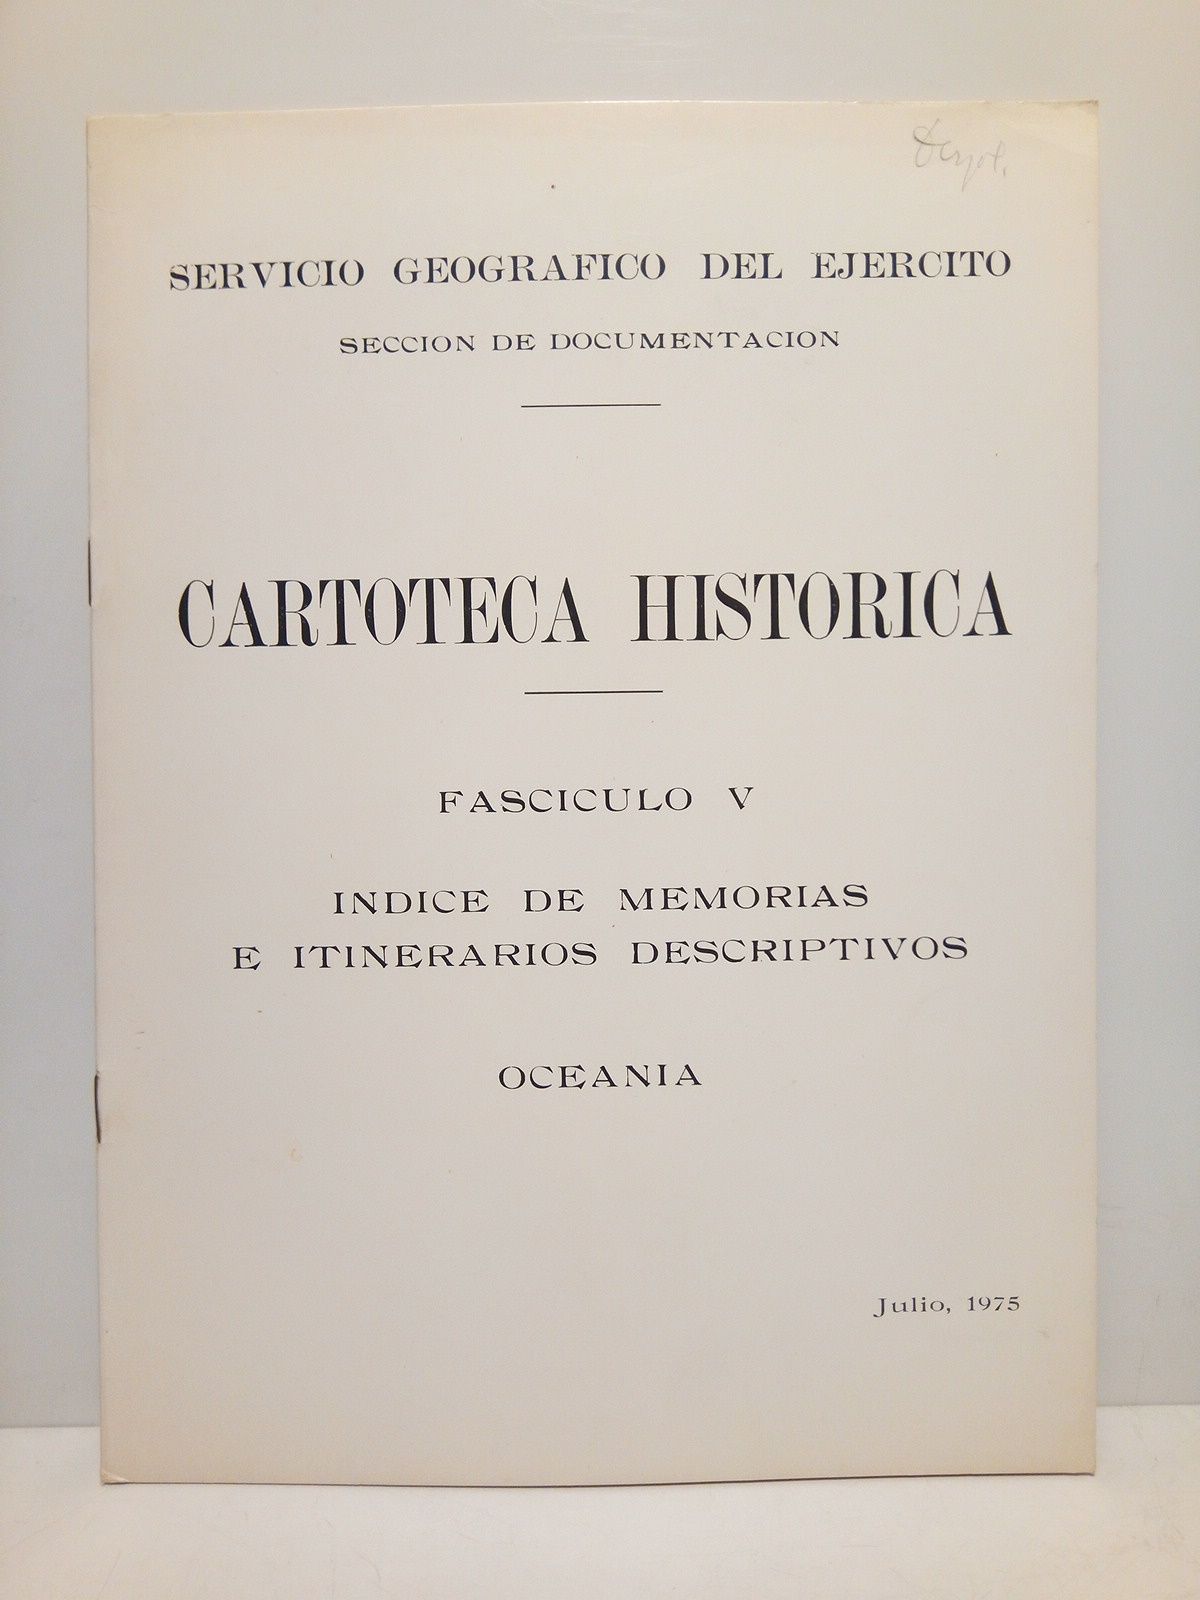 SERVICIO GEOGRAFICO DEL EJERCITO
SECCION DE DOCUMENTACION
CARTOTECA HISTORICA
FASCICULO V
INDICE DE MEMORIAS
E ITINERARIOS DESCRIPTIVOS
OCEANIA
Julio, 1975